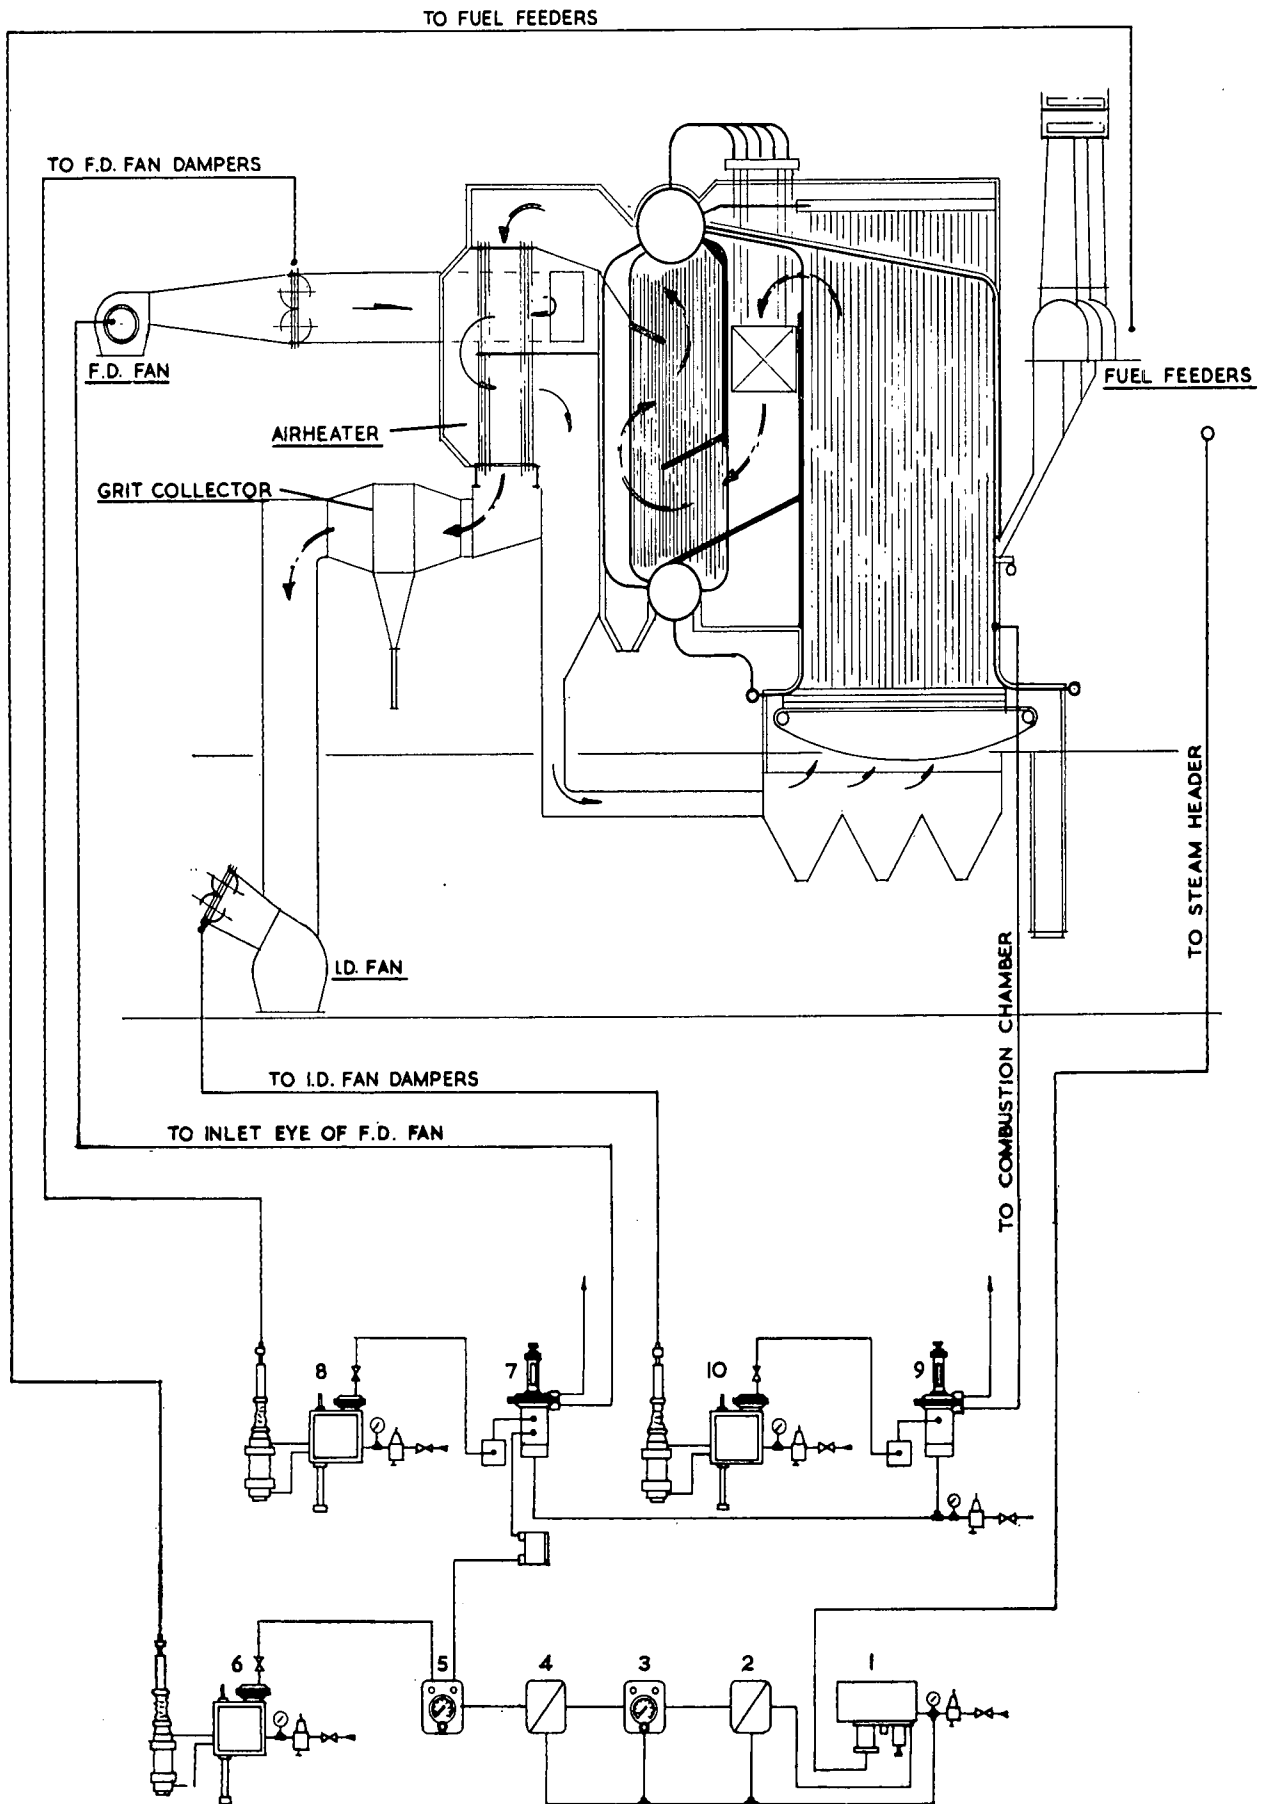 TO FUEL FEEDERS
TO F.D. FAN DAMPERS
F.D. FAN
FUEL FEEDERS
AIRHEATER
GRIT COLLECTOR
TO STEAM HEADER
I.D. FAN
TO COMBUSTION CHAMBER
TO I.D. FAN DAMPERS
TO INLET EYE OF F.D. FAN
8
7
10
9
6
5
4
3
2
1